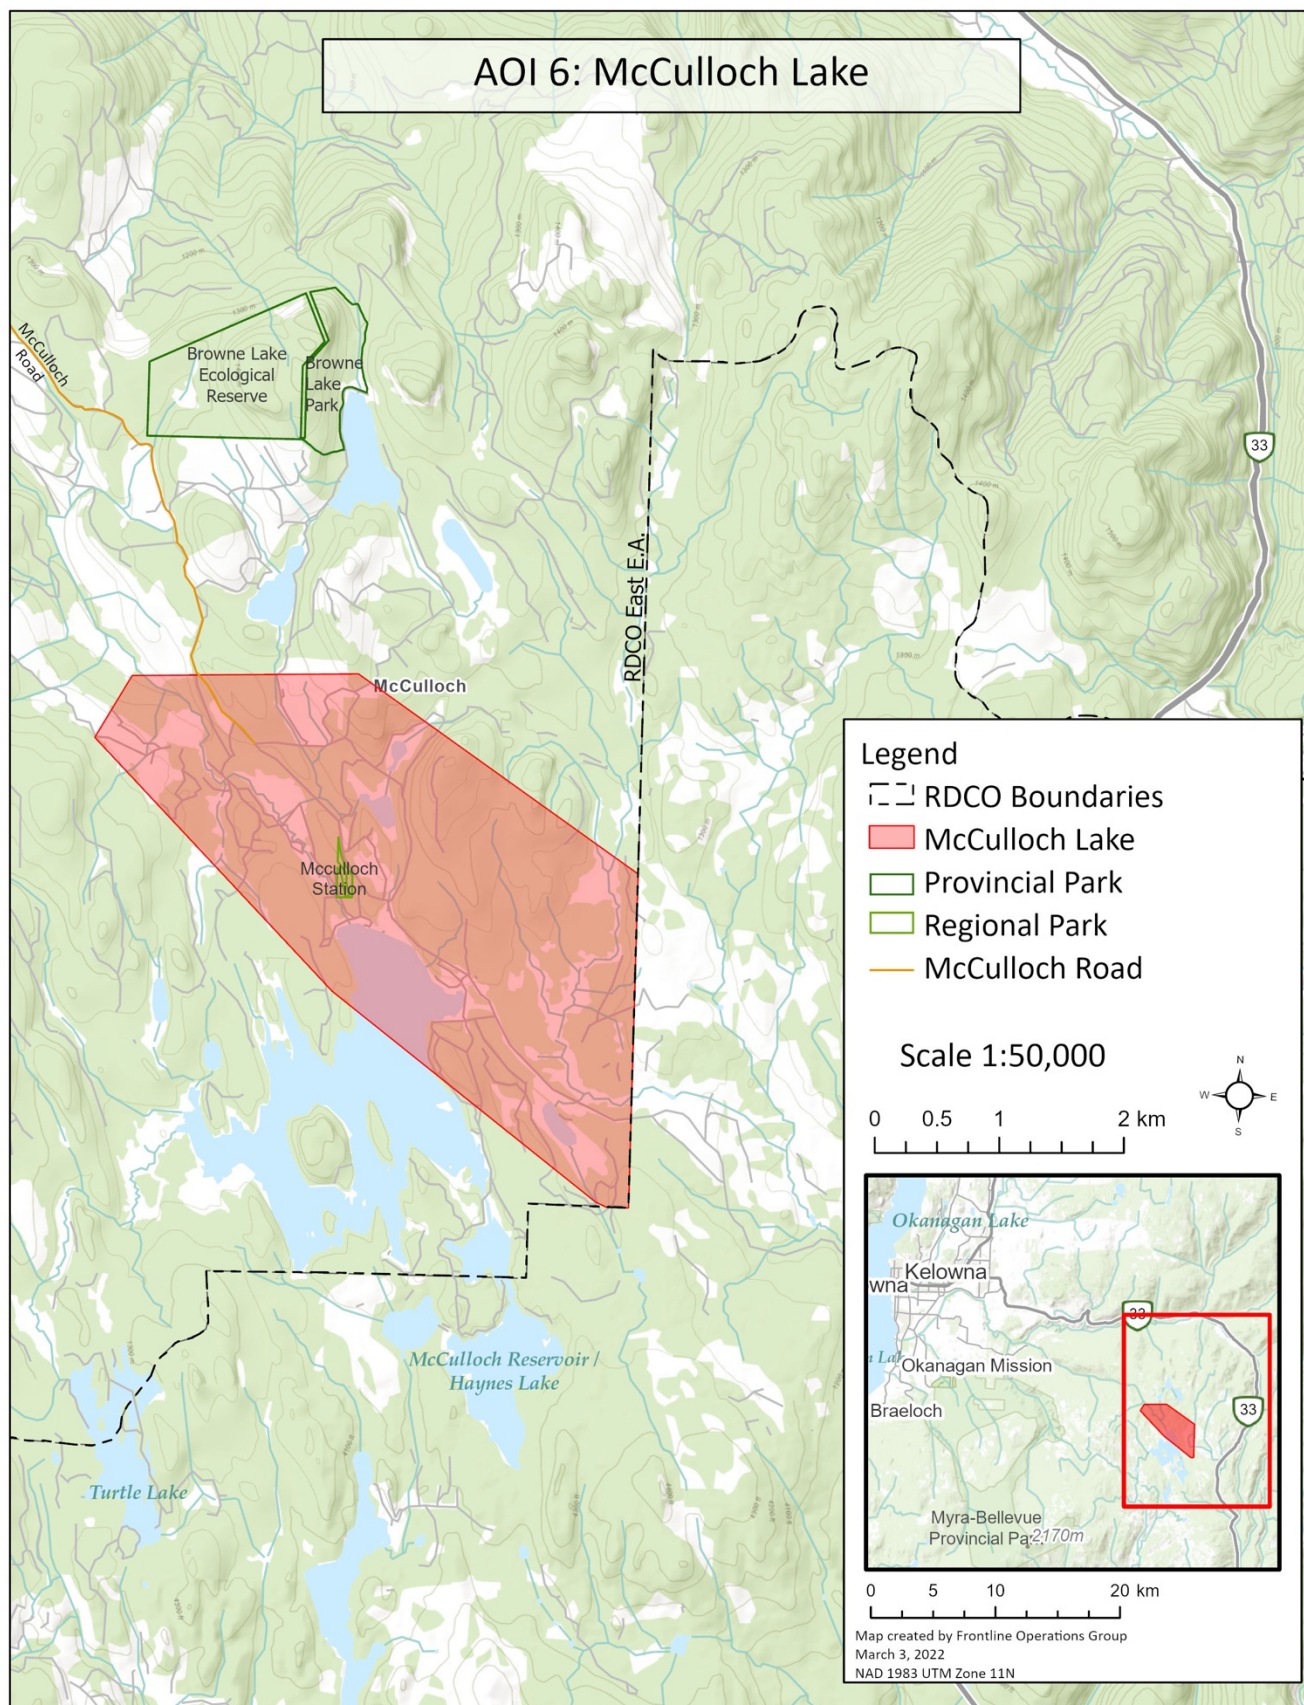 AOI 6: McCulloch Lake
McCulloch
Road
Browne Lake
Ecological
Reserve
Browne
Lake
Park
33
RDCO East E.A.
McCulloch
Mcculloch
Station
McCulloch Reservoir /
Haynes Lake
Turtle Lake
Legend
RDCO Boundaries
McCulloch Lake
Provincial Park
Regional Park
McCulloch Road
Scale 1:50,000
N
W E
S
0 0.5 1 2 km
Okanagan Lake
Kelowna
wna
33
Okanagan Mission
Braeloch
33
Myra-Bellevue
Provincial Pa
2170m
0 5 10 20 km
Map created by Frontline Operations Group
March 3, 2022
NAD 1983 UTM Zone 11N